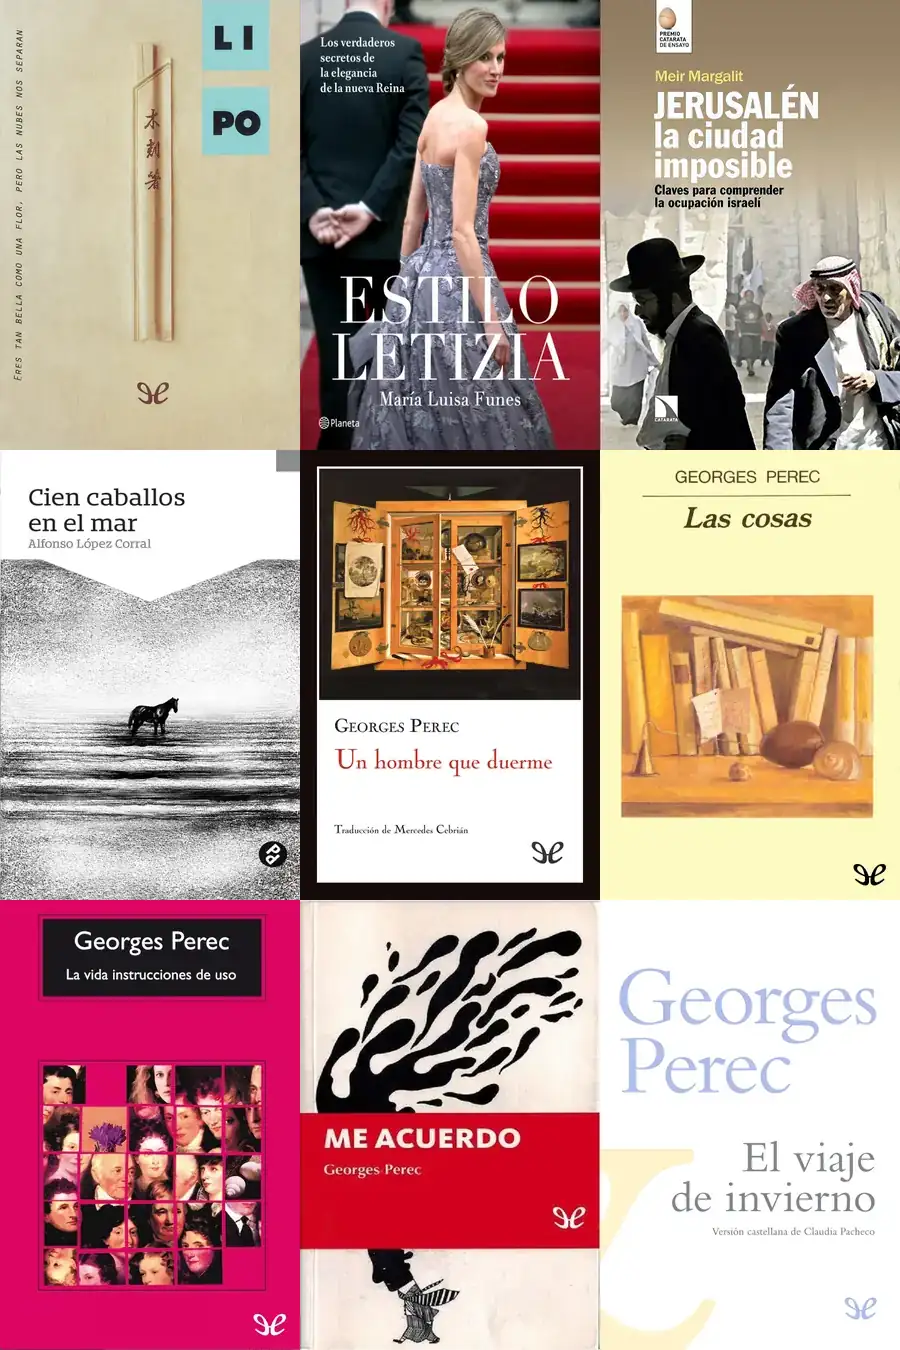 LI
PO
ERES TAN BELLA COMO UNA FLOR, PERO LAS NUBES NOS SEPARAN
木
剃
箸
Los verdaderos
secretos de
la elegancia
de la nueva Reina
ESTILO
LETIZIA
María Luisa Funes
Planeta
PREMIO
CATARATA
DE ENSAYO
Meir Margalit
JERUSALÉN
la ciudad
imposible
Claves para comprender
la ocupación israelí
CATARATA
Cien caballos
en el mar
Alfonso López Corral
GEORGES PEREC
Un hombre que duerme
Traducción de Mercedes Cebrián
GEORGES PEREC
Las cosas
Georges Perec
La vida instrucciones de uso
ME ACUERDO
Georges Perec
Georges
Perec
El viaje
de invierno
Versión castellana de Claudia Pacheco